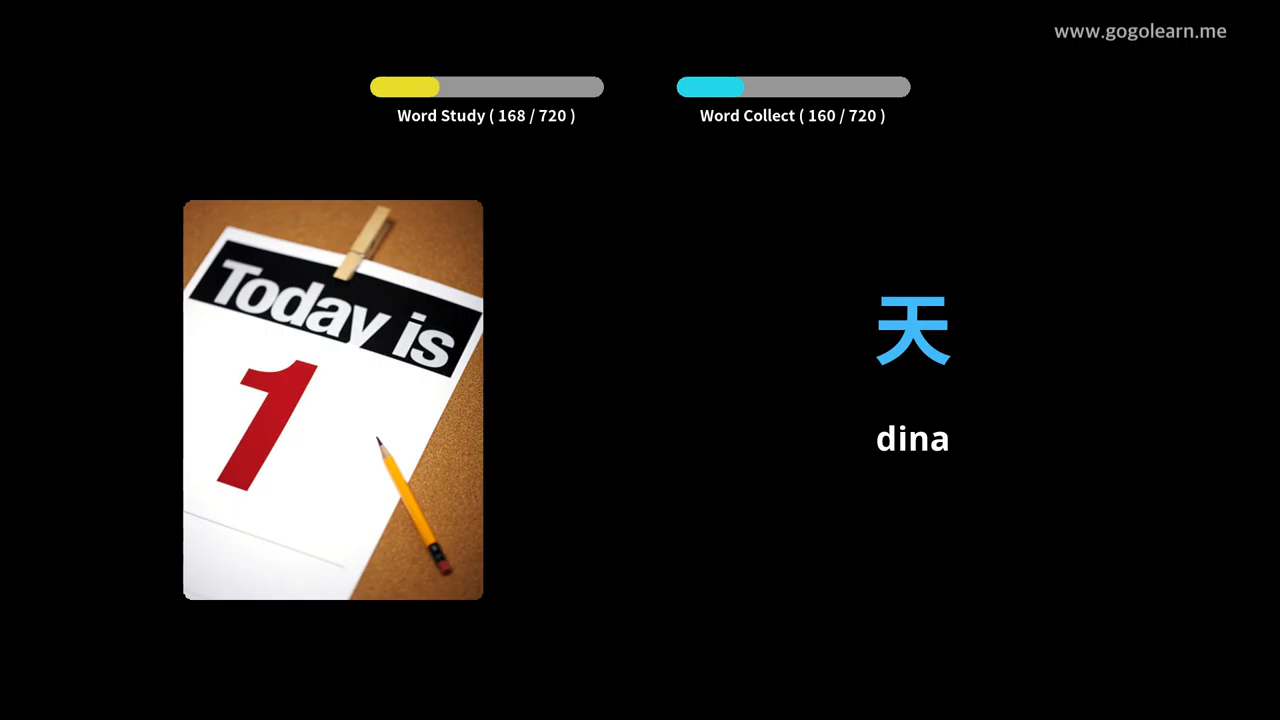 www.gogolearn.me
Word Study ( 168 / 720 )
Word Collect ( 160 / 720 )
Today is
1
天
dina